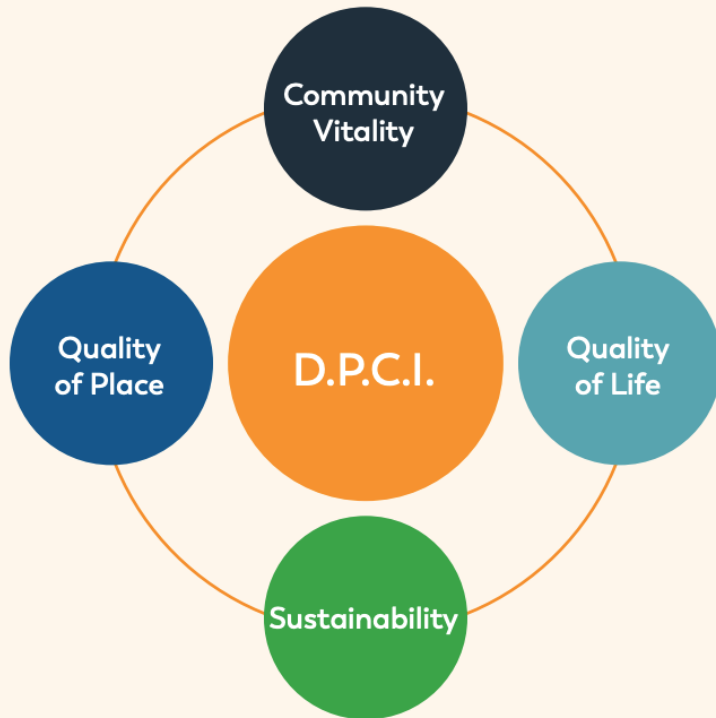 Community
Vitality
Quality
of Place
D.P.C.I.
Quality
of Life
Sustainability